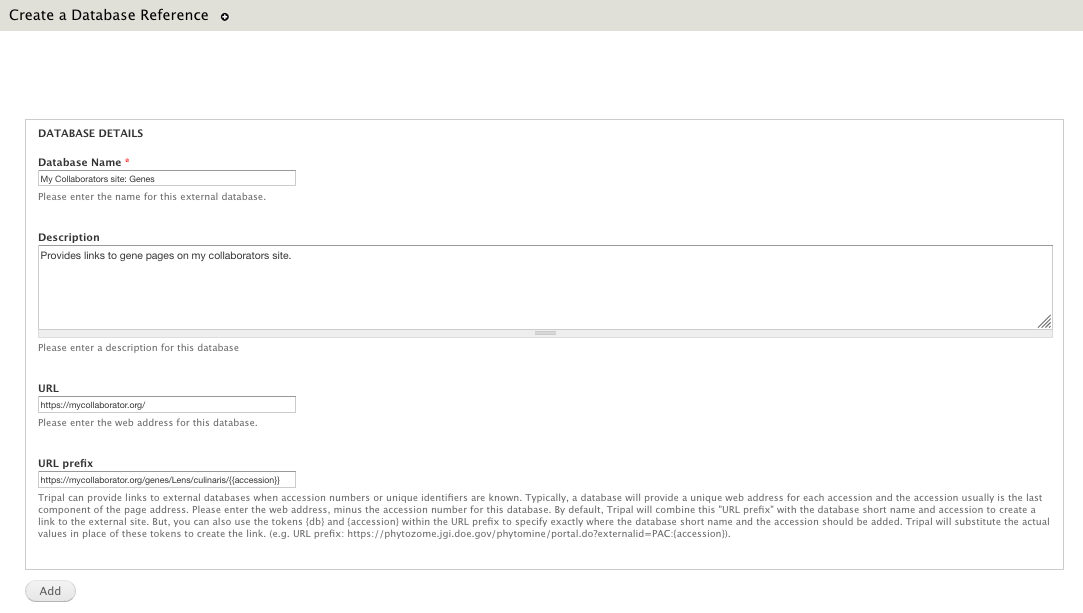 Create a Database Reference
DATABASE DETAILS
Database Name *
My Collaborators site: Genes
Please enter the name for this external database.
Description
Provides links to gene pages on my collaborators site.
Please enter a description for this database
URL
https://mycollaborator.org/
Please enter the web address for this database.
URL prefix
https://mycollaborator.org/genes/Lens/culinaris/{{accession}}
Tripal can provide links to external databases when accession numbers or unique identifiers are known. Typically, a database will provide a unique web address for each accession and the accession usually is the last
component of the page address. Please enter the web address, minus the accession number for this database. By default, Tripal will combine this "URL prefix" with the database short name and accession to create a
link to the external site. But, you can also use the tokens {db} and {accession} within the URL prefix to specify exactly where the database short name and the accession should be added. Tripal will substitute the actual
values in place of these tokens to create the link. (e.g. URL prefix: https://phytozome.jgi.doe.gov/phytomine/portal.do?externalid=PAC:{accession}).
Add